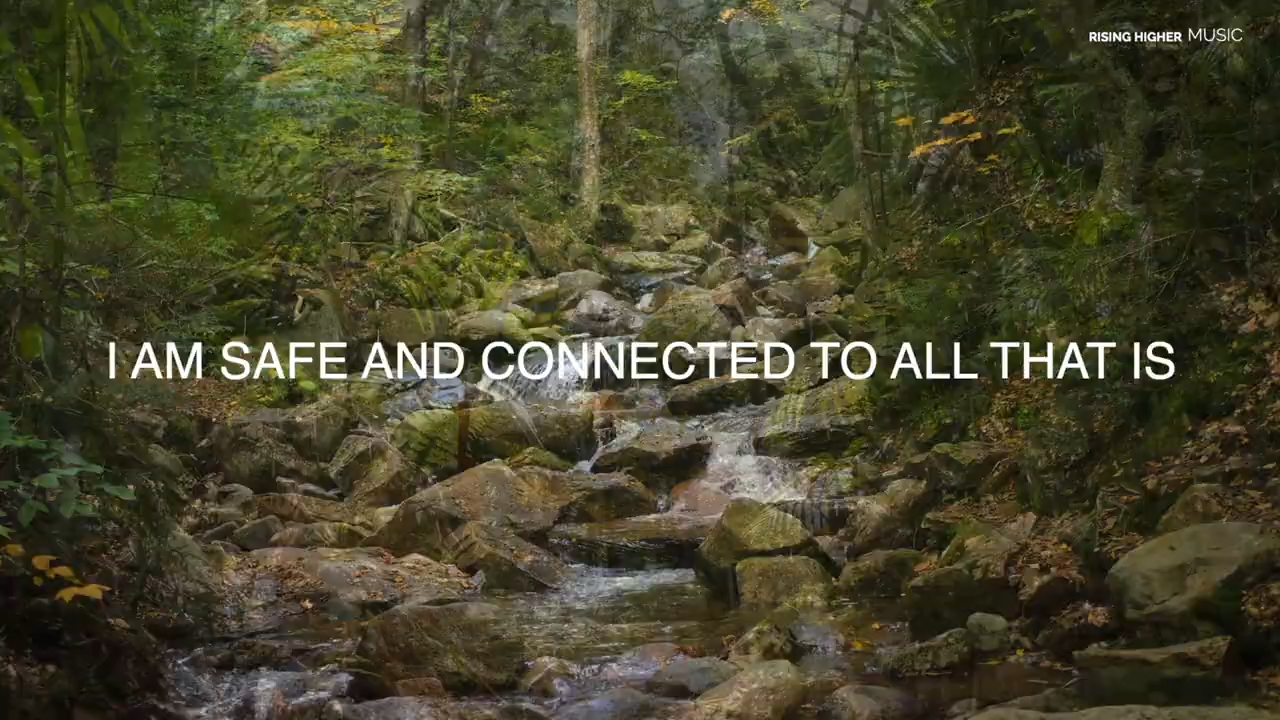 RISING HIGHER MUSIC
I AM SAFE AND CONNECTED TO ALL THAT IS